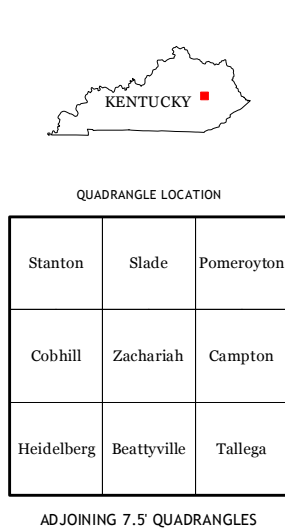 KENTUCKY
QUADRANGLE LOCATION
Stanton Slade Pomeroyton
Cobhill Zachariah Campton
Heidelberg Beattyville Tallega
ADJOINING 7.5' QUADRANGLES